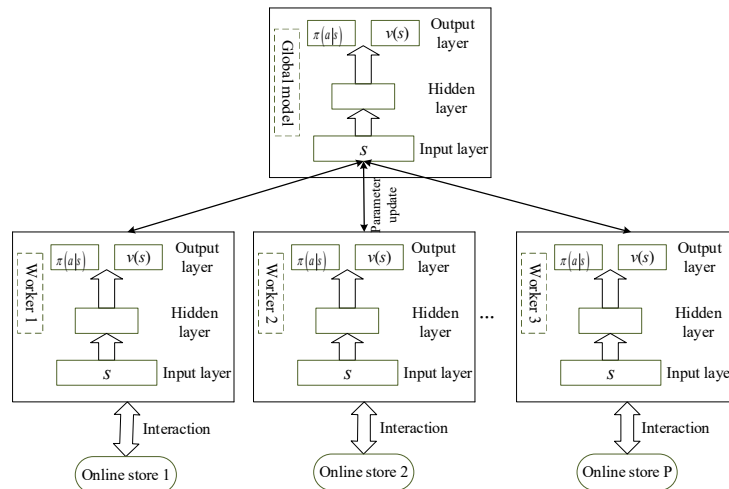 Global model
π(a|s)
v(s)
Output
layer
Hidden
layer
s
Input layer
Parameter
update
Worker 1
π(a|s)
v(s)
Output
layer
Hidden
layer
s
Input layer
Worker 2
π(a|s)
v(s)
Output
layer
Hidden
layer
s
Input layer
...
Worker 3
π(a|s)
v(s)
Output
layer
Hidden
layer
s
Input layer
Interaction
Interaction
Interaction
Online store 1
Online store 2
Online store P